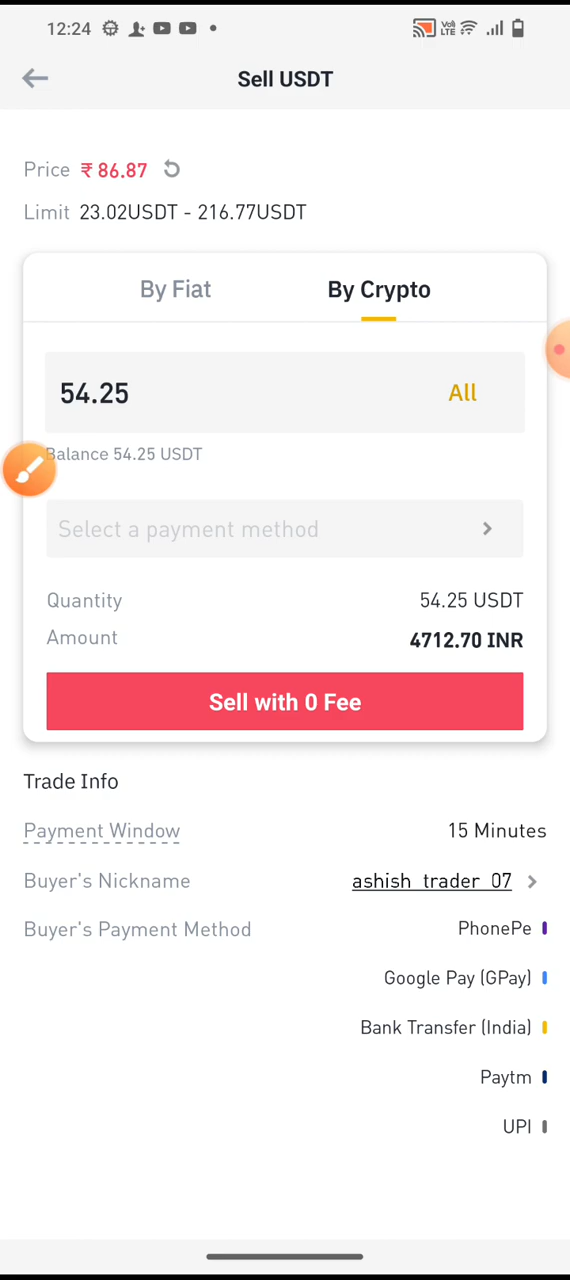 12:24 Vo) LTE
Sell USDT
Price ₹ 86.87
Limit 23.02USDT - 216.77USDT
By Fiat By Crypto
54.25 All
Balance 54.25 USDT
Select a payment method
Quantity 54.25 USDT
Amount 4712.70 INR
Sell with 0 Fee
Trade Info
Payment Window 15 Minutes
Buyer's Nickname ashish_trader_07
Buyer's Payment Method PhonePe
Google Pay (GPay)
Bank Transfer (India)
Paytm
UPI